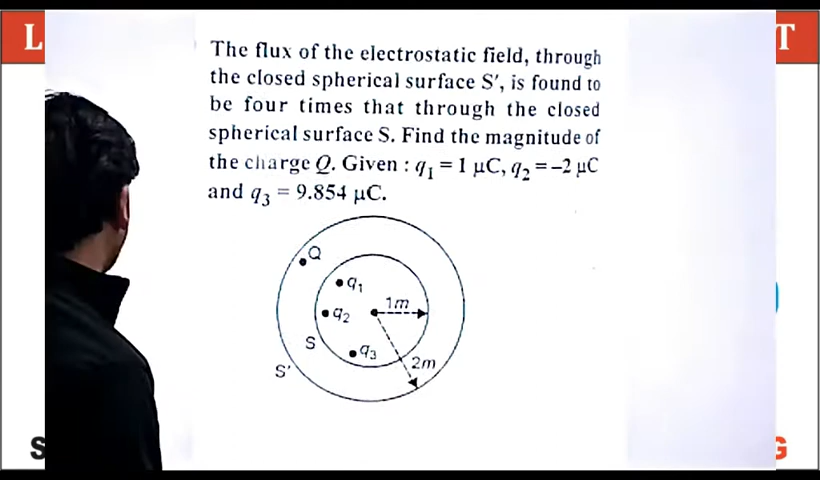 L
T
The flux of the electrostatic field, through
the closed spherical surface S', is found to
be four times that through the closed
spherical surface S. Find the magnitude of
the charge Q. Given : q₁ = 1 μC, q₂ = –2 μC
and q₃ = 9.854 μC.
Q
q₁
1m
q₂
S
q₃
2m
S'
S
G